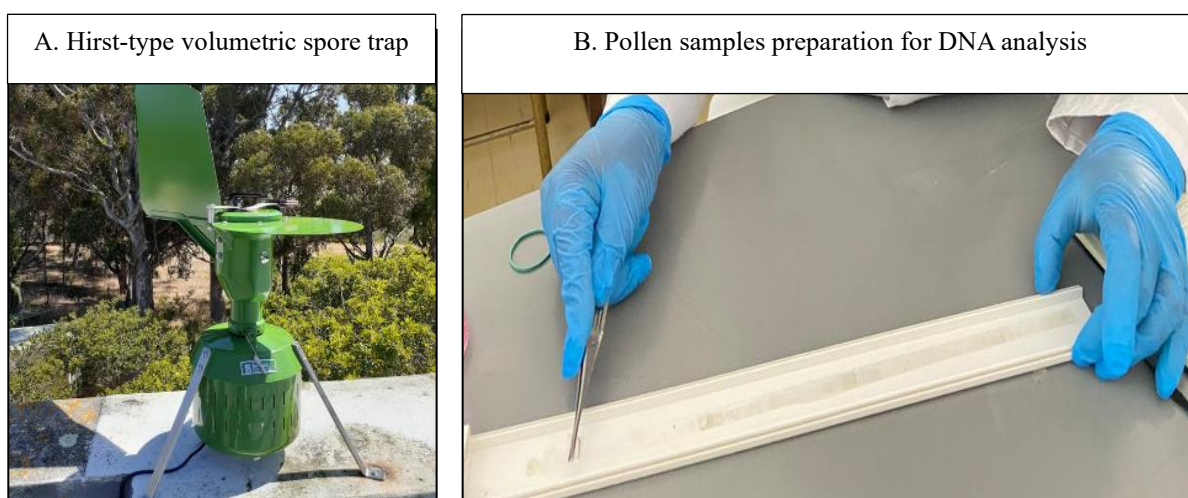 A. Hirst-type volumetric spore trap
B. Pollen samples preparation for DNA analysis